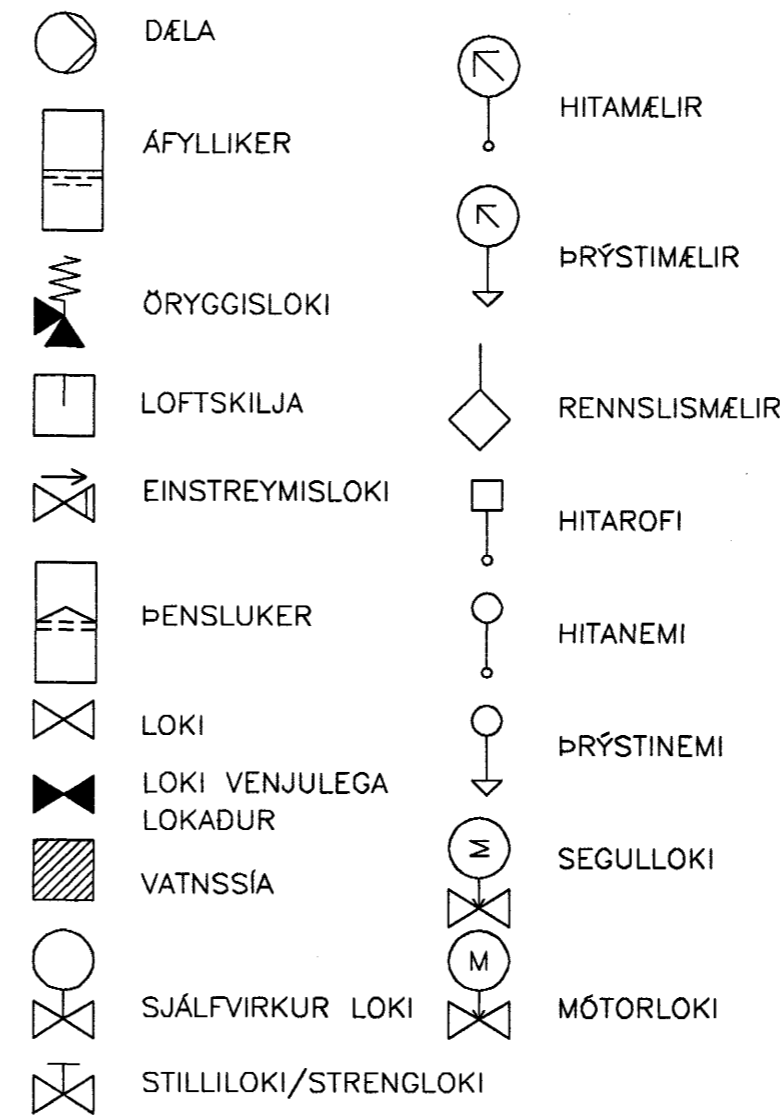 DÆLA
ÁFYLLIKER
ÖRYGGISLOKI
LOFTSKILJA
EINSTREYMISLOKI
ÞENSLUKER
LOKI
LOKI VENJULEGA
LOKAÐUR
VATNSSÍA
SJÁLFVIRKUR LOKI
STILLILOKI/STRENGLOKI
HITAMÆLIR
ÞRÝSTIMÆLIR
RENNSLISMÆLIR
HITAROFI
HITANEMI
ÞRÝSTINEMI
Σ
SEGULLOKI
M
MÓTORLOKI